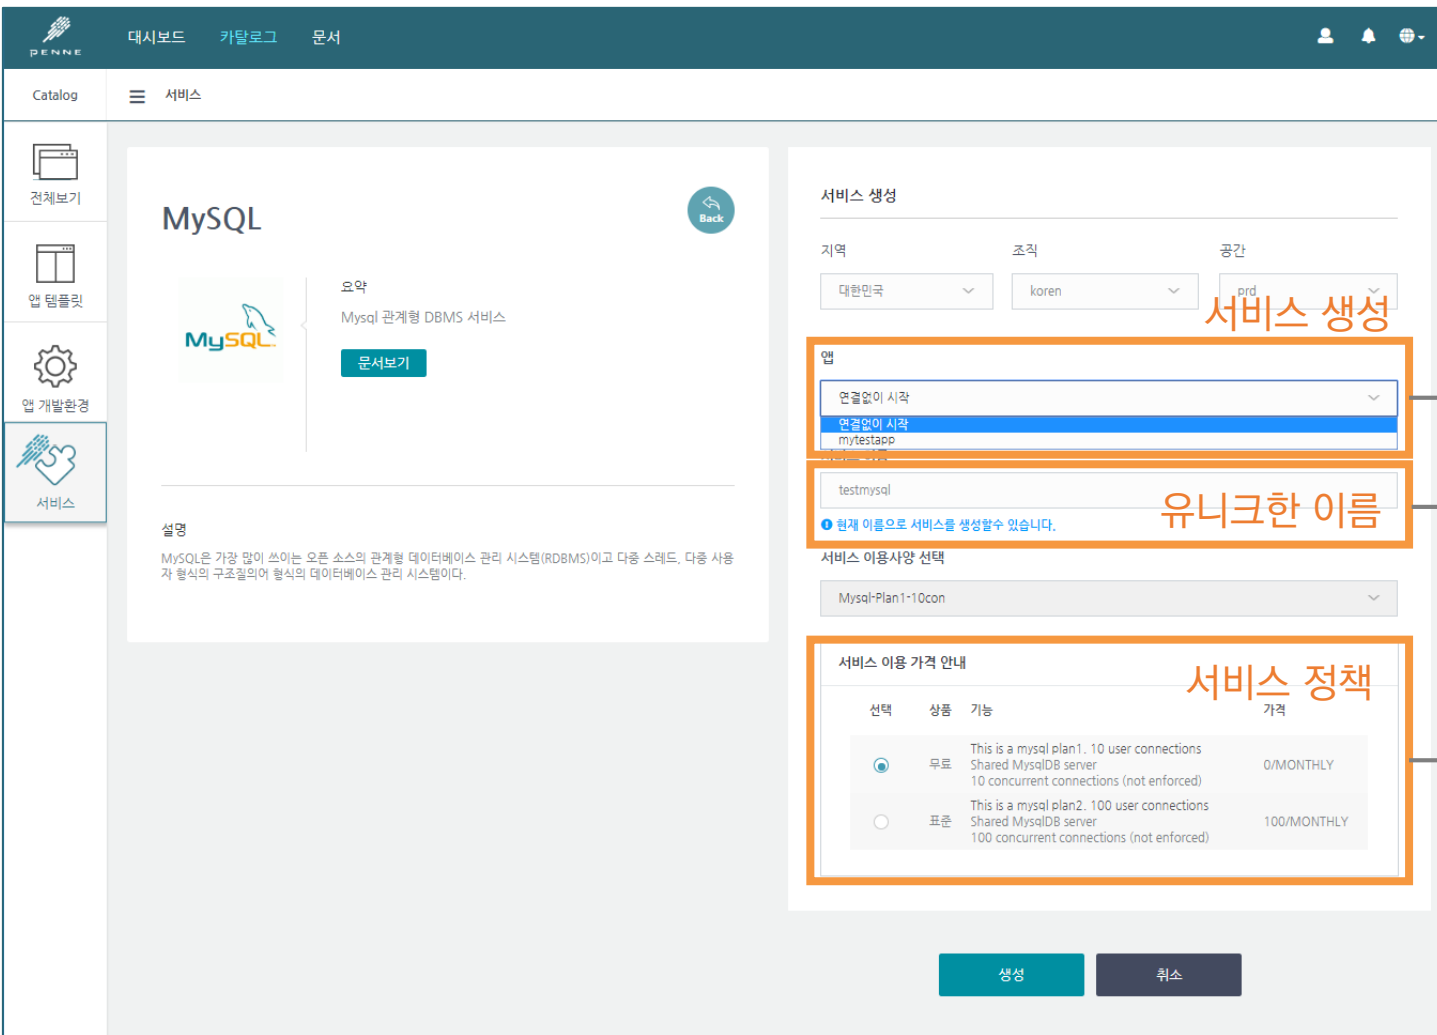 PENNE
대시보드 카탈로그 문서
Catalog
서비스
전체보기
앱 템플릿
앱 개발환경
서비스
MySQL
Back
MySQL
요약
Mysql 관계형 DBMS 서비스
문서보기
설명
MySQL은 가장 많이 쓰이는 오픈 소스의 관계형 데이터베이스 관리 시스템(RDBMS)이고 다중 스레드, 다중 사용
자 형식의 구조질의어 형식의 데이터베이스 관리 시스템이다.
서비스 생성
지역 조직 공간
대한민국 koren prd
서비스 생성
앱
연결없이 시작
연결없이 시작
mytestapp
testmysql
유니크한 이름
현재 이름으로 서비스를 생성할수 있습니다.
서비스 이용사양 선택
Mysql-Plan1-10con
서비스 이용 가격 안내
서비스 정책
선택 상품 기능 가격
This is a mysql plan1. 10 user connections
무료 Shared MysqlDB server 0/MONTHLY
10 concurrent connections (not enforced)
This is a mysql plan2. 100 user connections
표준 Shared MysqlDB server 100/MONTHLY
100 concurrent connections (not enforced)
생성 취소